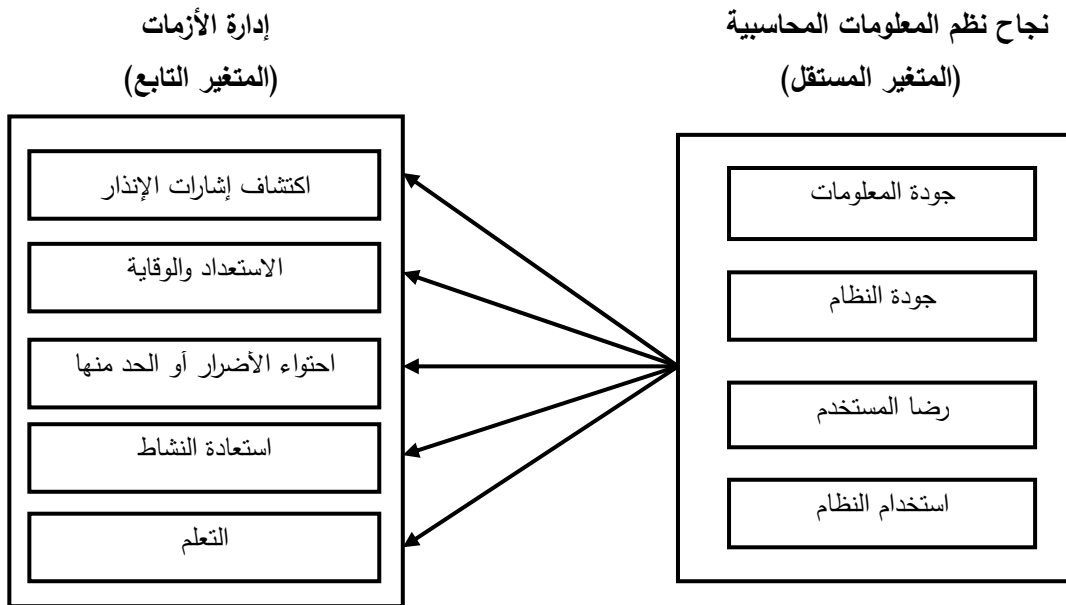 نجاح نظم المعلومات المحاسبية
(المتغير المستقل)
جودة المعلومات
جودة النظام
رضا المستخدم
استخدام النظام
إدارة الأزمات
(المتغير التابع)
اكتشاف إشارات الإنذار
الاستعداد والوقاية
احتواء الأضرار أو الحد منها
استعادة النشاط
التعلم